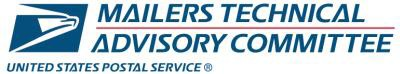 MAILERS TECHNICAL
ADVISORY COMMITTEE
UNITED STATES POSTAL SERVICE ®